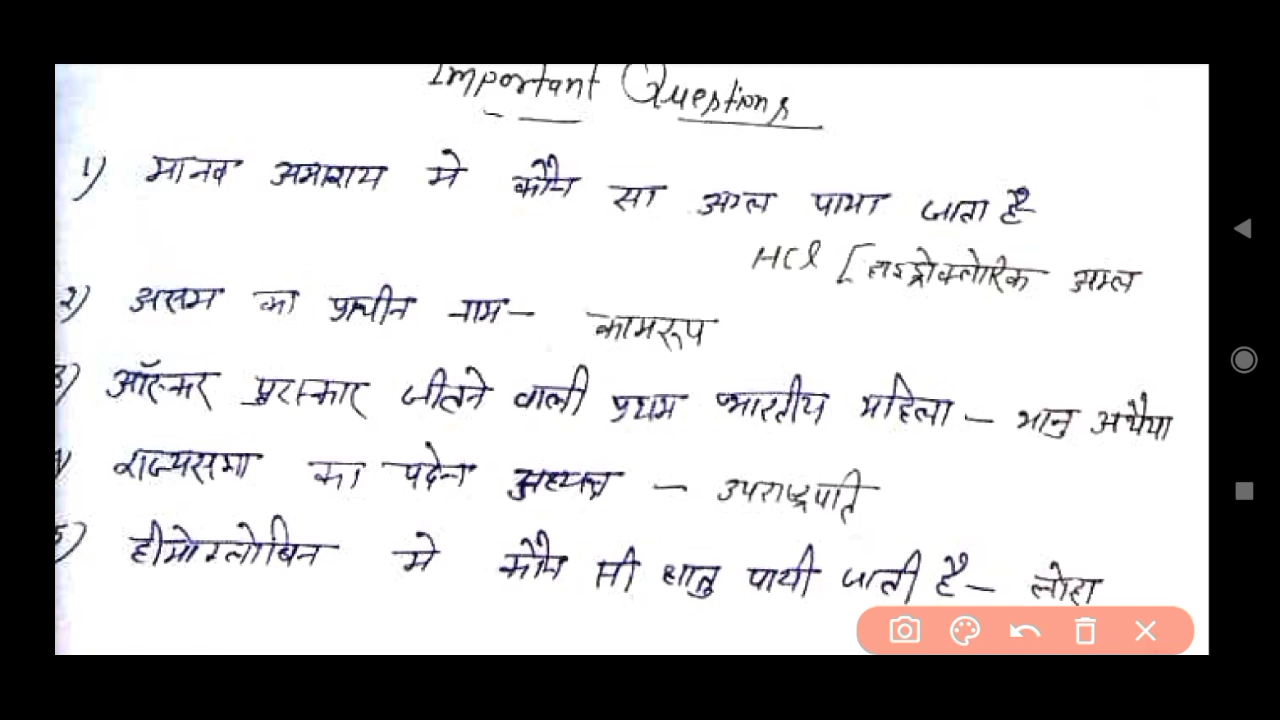 Important Questions
1) मानव अमाशय मे कौन सा अम्ल पाया जाता है
HCl [हाइड्रोक्लोरिक अम्ल
2) असम का प्राचीन नाम - कामरूप
3) ऑस्कर पुरस्कार जीतने वाली प्रथम भारतीय महिला - भानु अथैया
4) राज्यसभा का पदेन अध्यक्ष - उपराष्ट्रपति
5) हीमोग्लोबिन मे कौन सी धातु पायी जाती है - लोहा